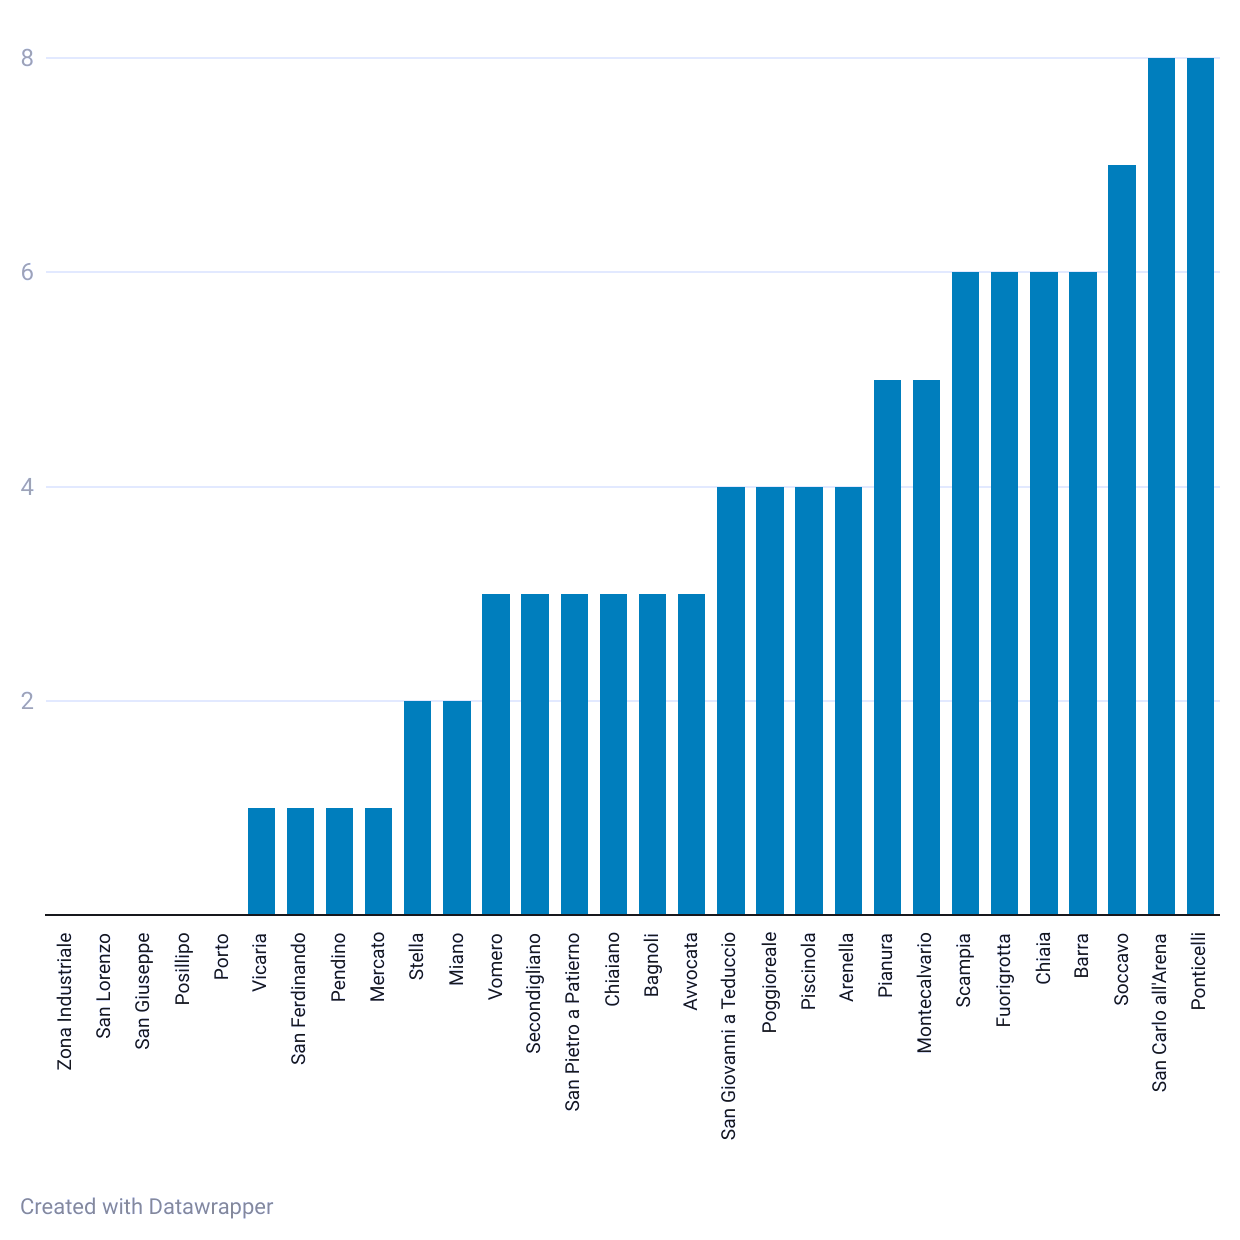 8
6
4
2
Zona Industriale
San Lorenzo
San Giuseppe
Posillipo
Porto
Vicaria
San Ferdinando
Pendino
Mercato
Stella
Miano
Vomero
Secondigliano
San Pietro a Patierno
Chiaiano
Bagnoli
Avvocata
San Giovanni a Teduccio
Poggioreale
Piscinola
Arenella
Pianura
Montecalvario
Scampia
Fuorigrotta
Chiaia
Barra
Soccavo
San Carlo all'Arena
Ponticelli
Created with Datawrapper